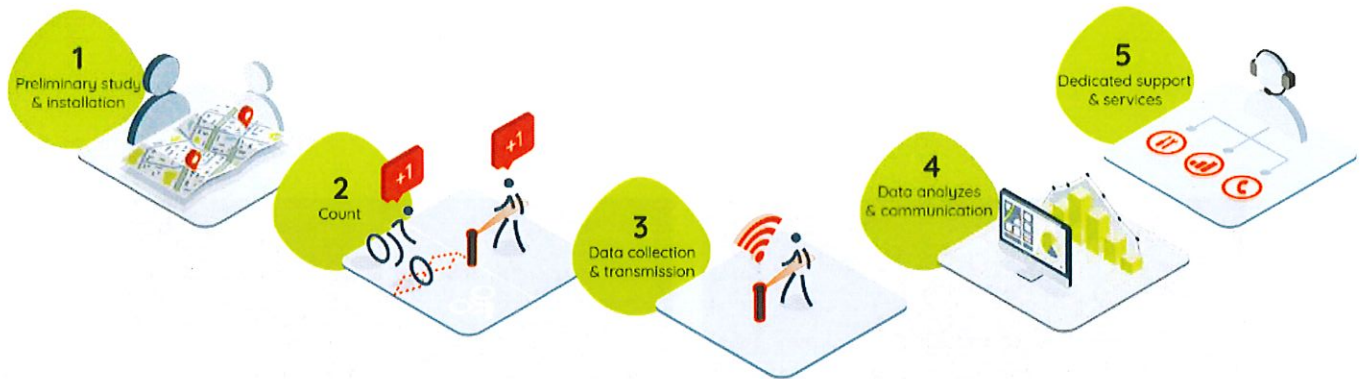 1
Preliminary study
& installation
2
Count
+1
+1
3
Data collection
& transmission
4
Data analyzes
& communication
5
Dedicated support
& services
IT